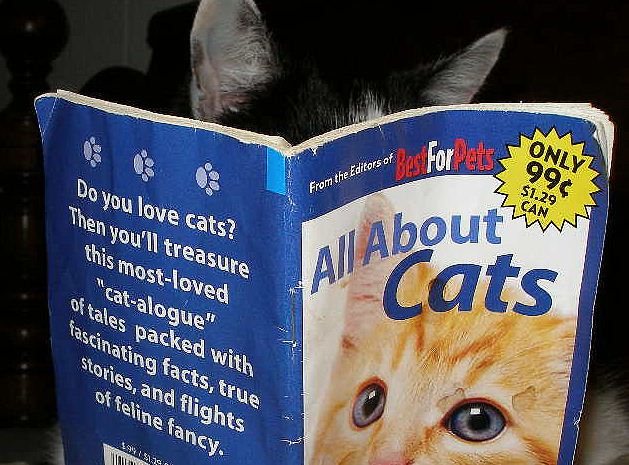 Do you love cats?
Then you'll treasure
this most-loved
"cat-alogue"
of tales packed with
fascinating facts, true
stories, and flights
of feline fancy.
From the Editors of BestForPets
ONLY
99¢
$1.29
CAN
All About
Cats